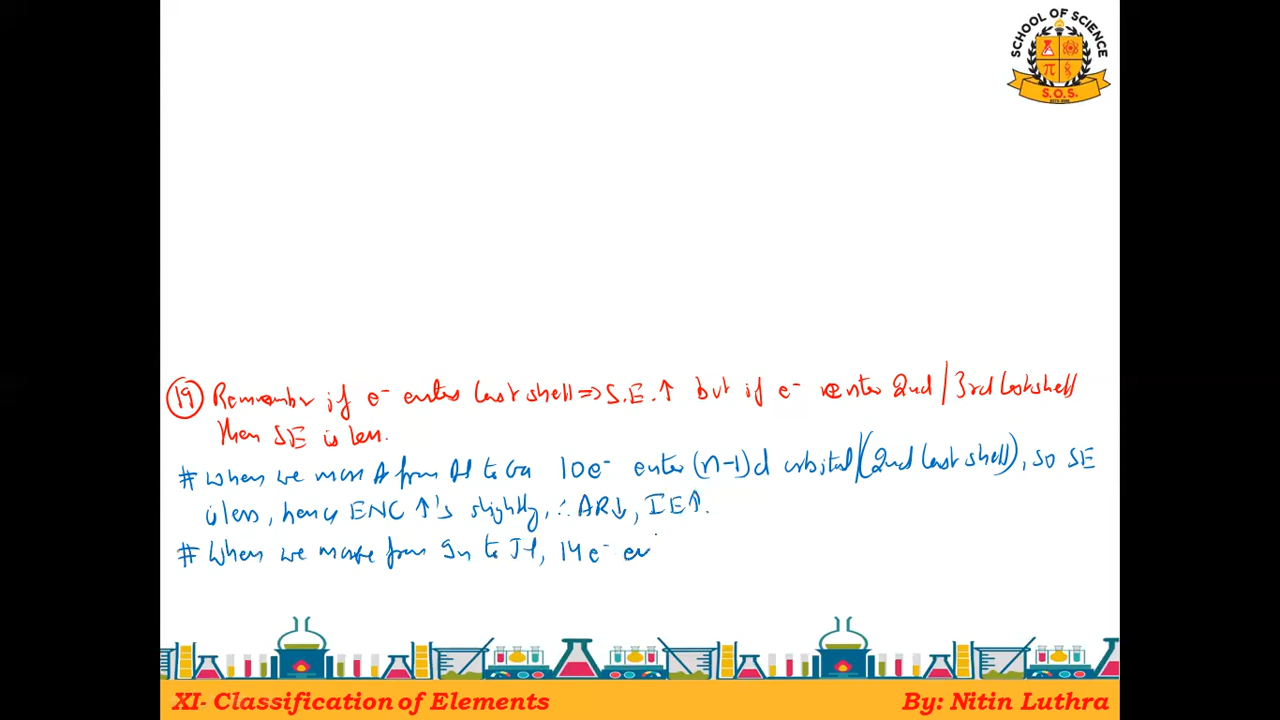 SCHOOL OF SCIENCE
S.O.S.
(19) Remember if e⁻ enters last shell => S.E.↑ but if e⁻ enter 2nd/3rd last shell
then SE is less.
# When we move from Al to Ga 10e⁻ enter (n-1)d orbital/(2nd last shell), so SE
is less, hence ENC ↑'s slightly, ∴ AR↓, IE↑.
# When we move from In to Tl, 14e⁻ en
XI- Classification of Elements
By: Nitin Luthra